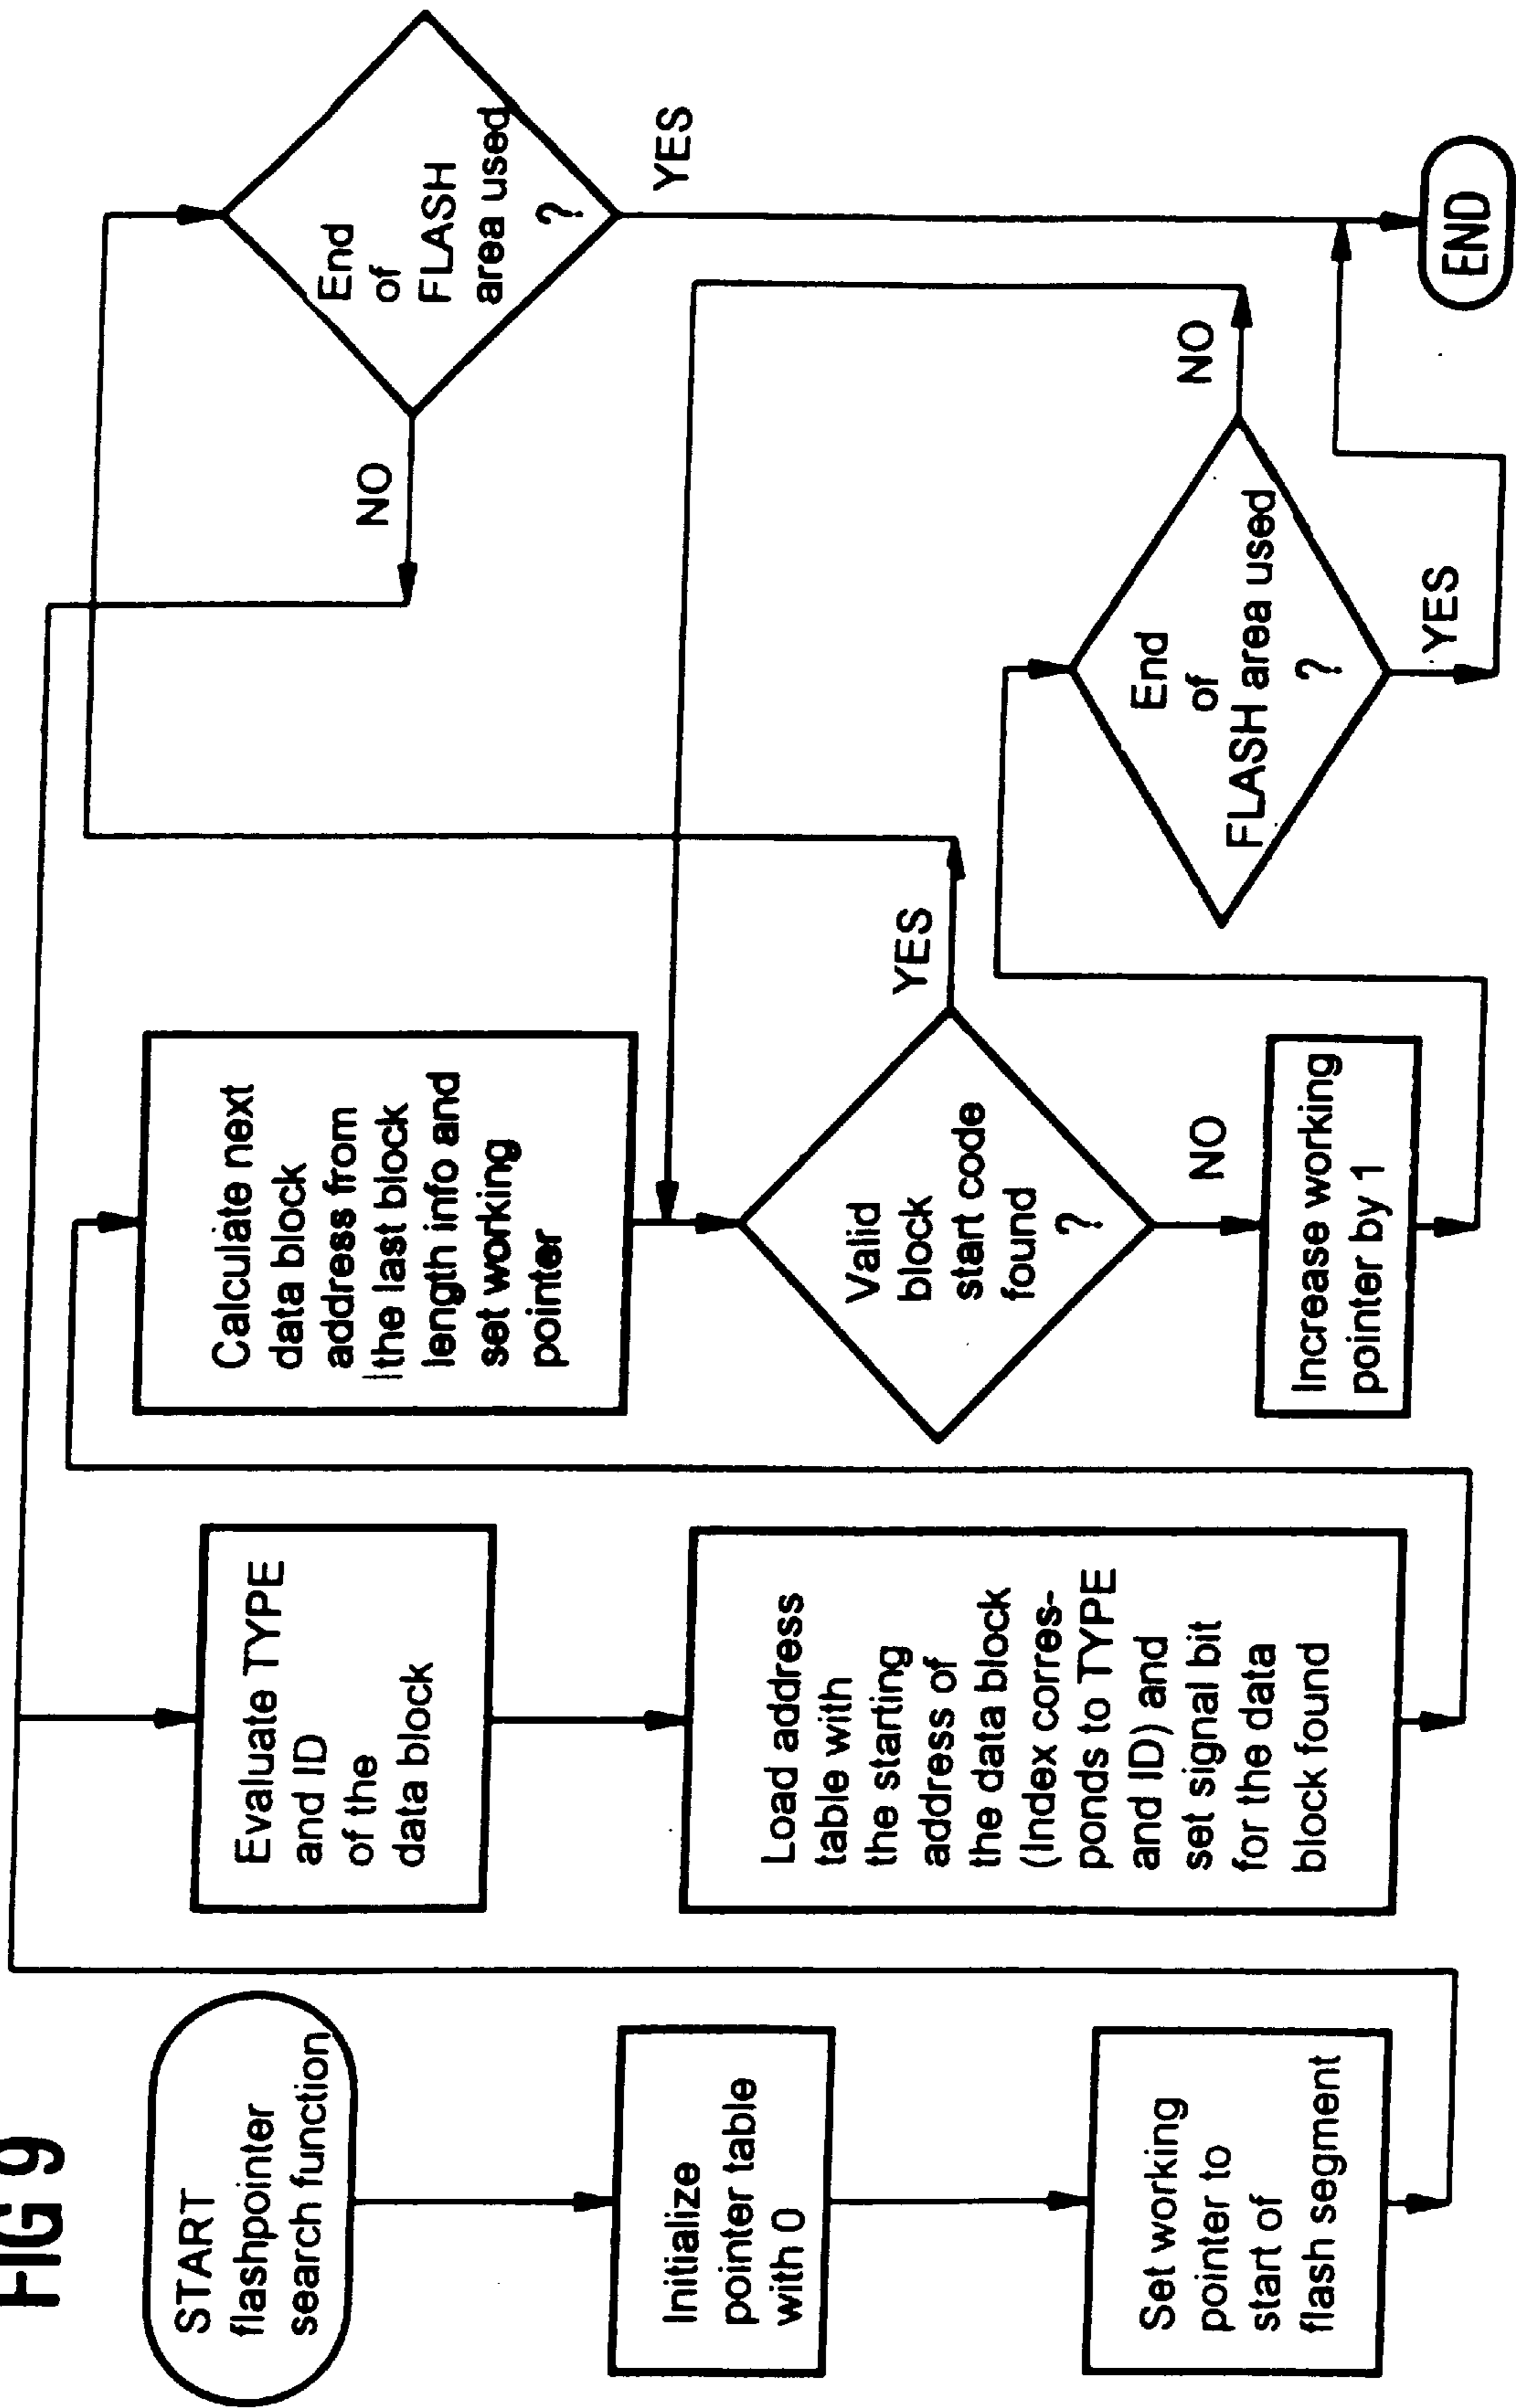 FIG 9
START
flashpointer
search function
Initialize
pointer table
with 0
Set working
pointer to
start of
flash segment
Evaluate TYPE
and ID
of the
data block
Load address
table with
the starting
address of
the data block
(Index corres-
ponds to TYPE
and ID) and
set signal bit
for the data
block found
Calculate next
data block
address from
the last block
length info and
set working
pointer
Valid
block
start code
found
?
YES
NO
Increase working
pointer by 1
End
of
FLASH area used
?
NO
YES
End
of
FLASH
area used
?
NO
YES
END